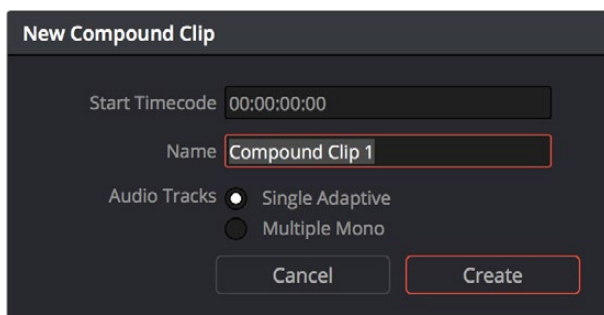 New Compound Clip
Start Timecode 00:00:00:00
Name Compound Clip 1
Audio Tracks Single Adaptive
Multiple Mono
Cancel Create